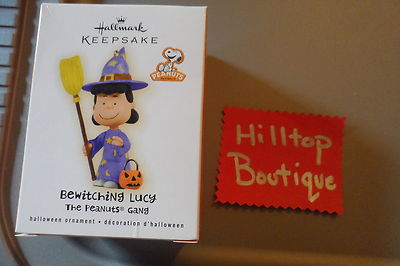 Hallmark
KEEPSAKE
PEANUTS
Bewitching Lucy
The Peanuts® Gang
halloween ornament • décoration d'halloween
Hilltop
Boutique